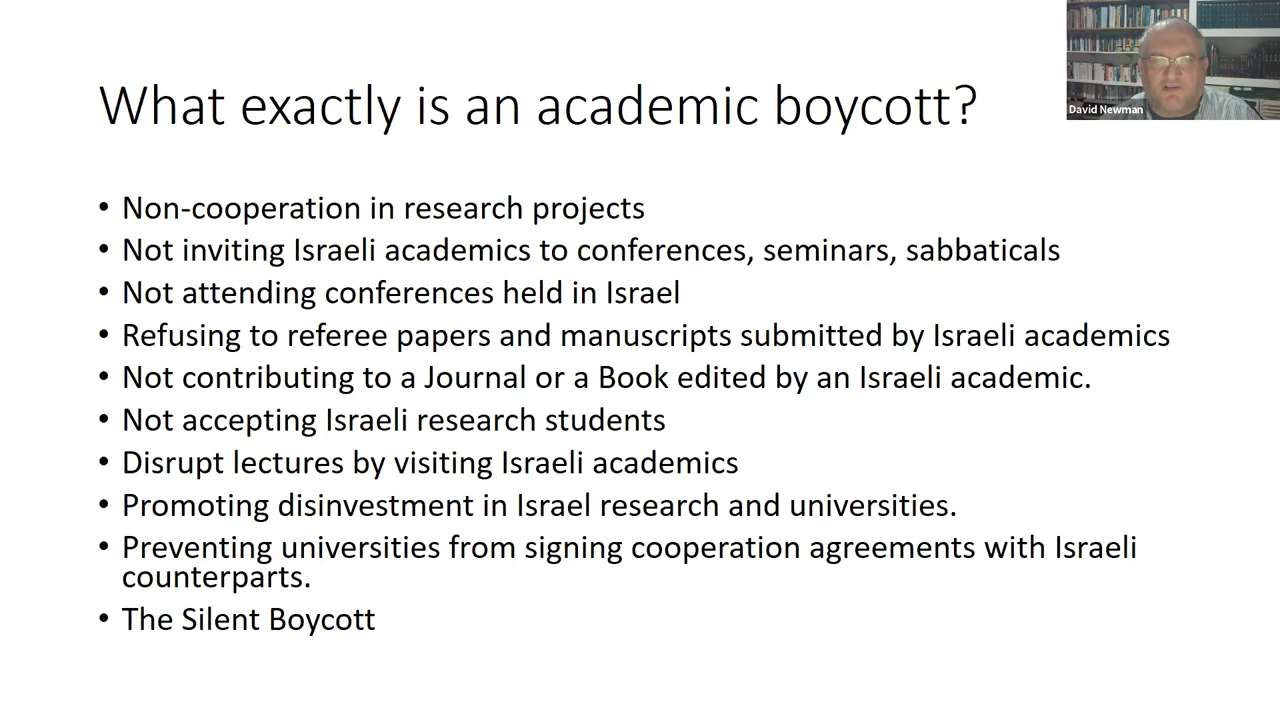 What exactly is an academic boycott?
David Newman
• Non-cooperation in research projects
• Not inviting Israeli academics to conferences, seminars, sabbaticals
• Not attending conferences held in Israel
• Refusing to referee papers and manuscripts submitted by Israeli academics
• Not contributing to a Journal or a Book edited by an Israeli academic.
• Not accepting Israeli research students
• Disrupt lectures by visiting Israeli academics
• Promoting disinvestment in Israel research and universities.
• Preventing universities from signing cooperation agreements with Israeli
counterparts.
• The Silent Boycott